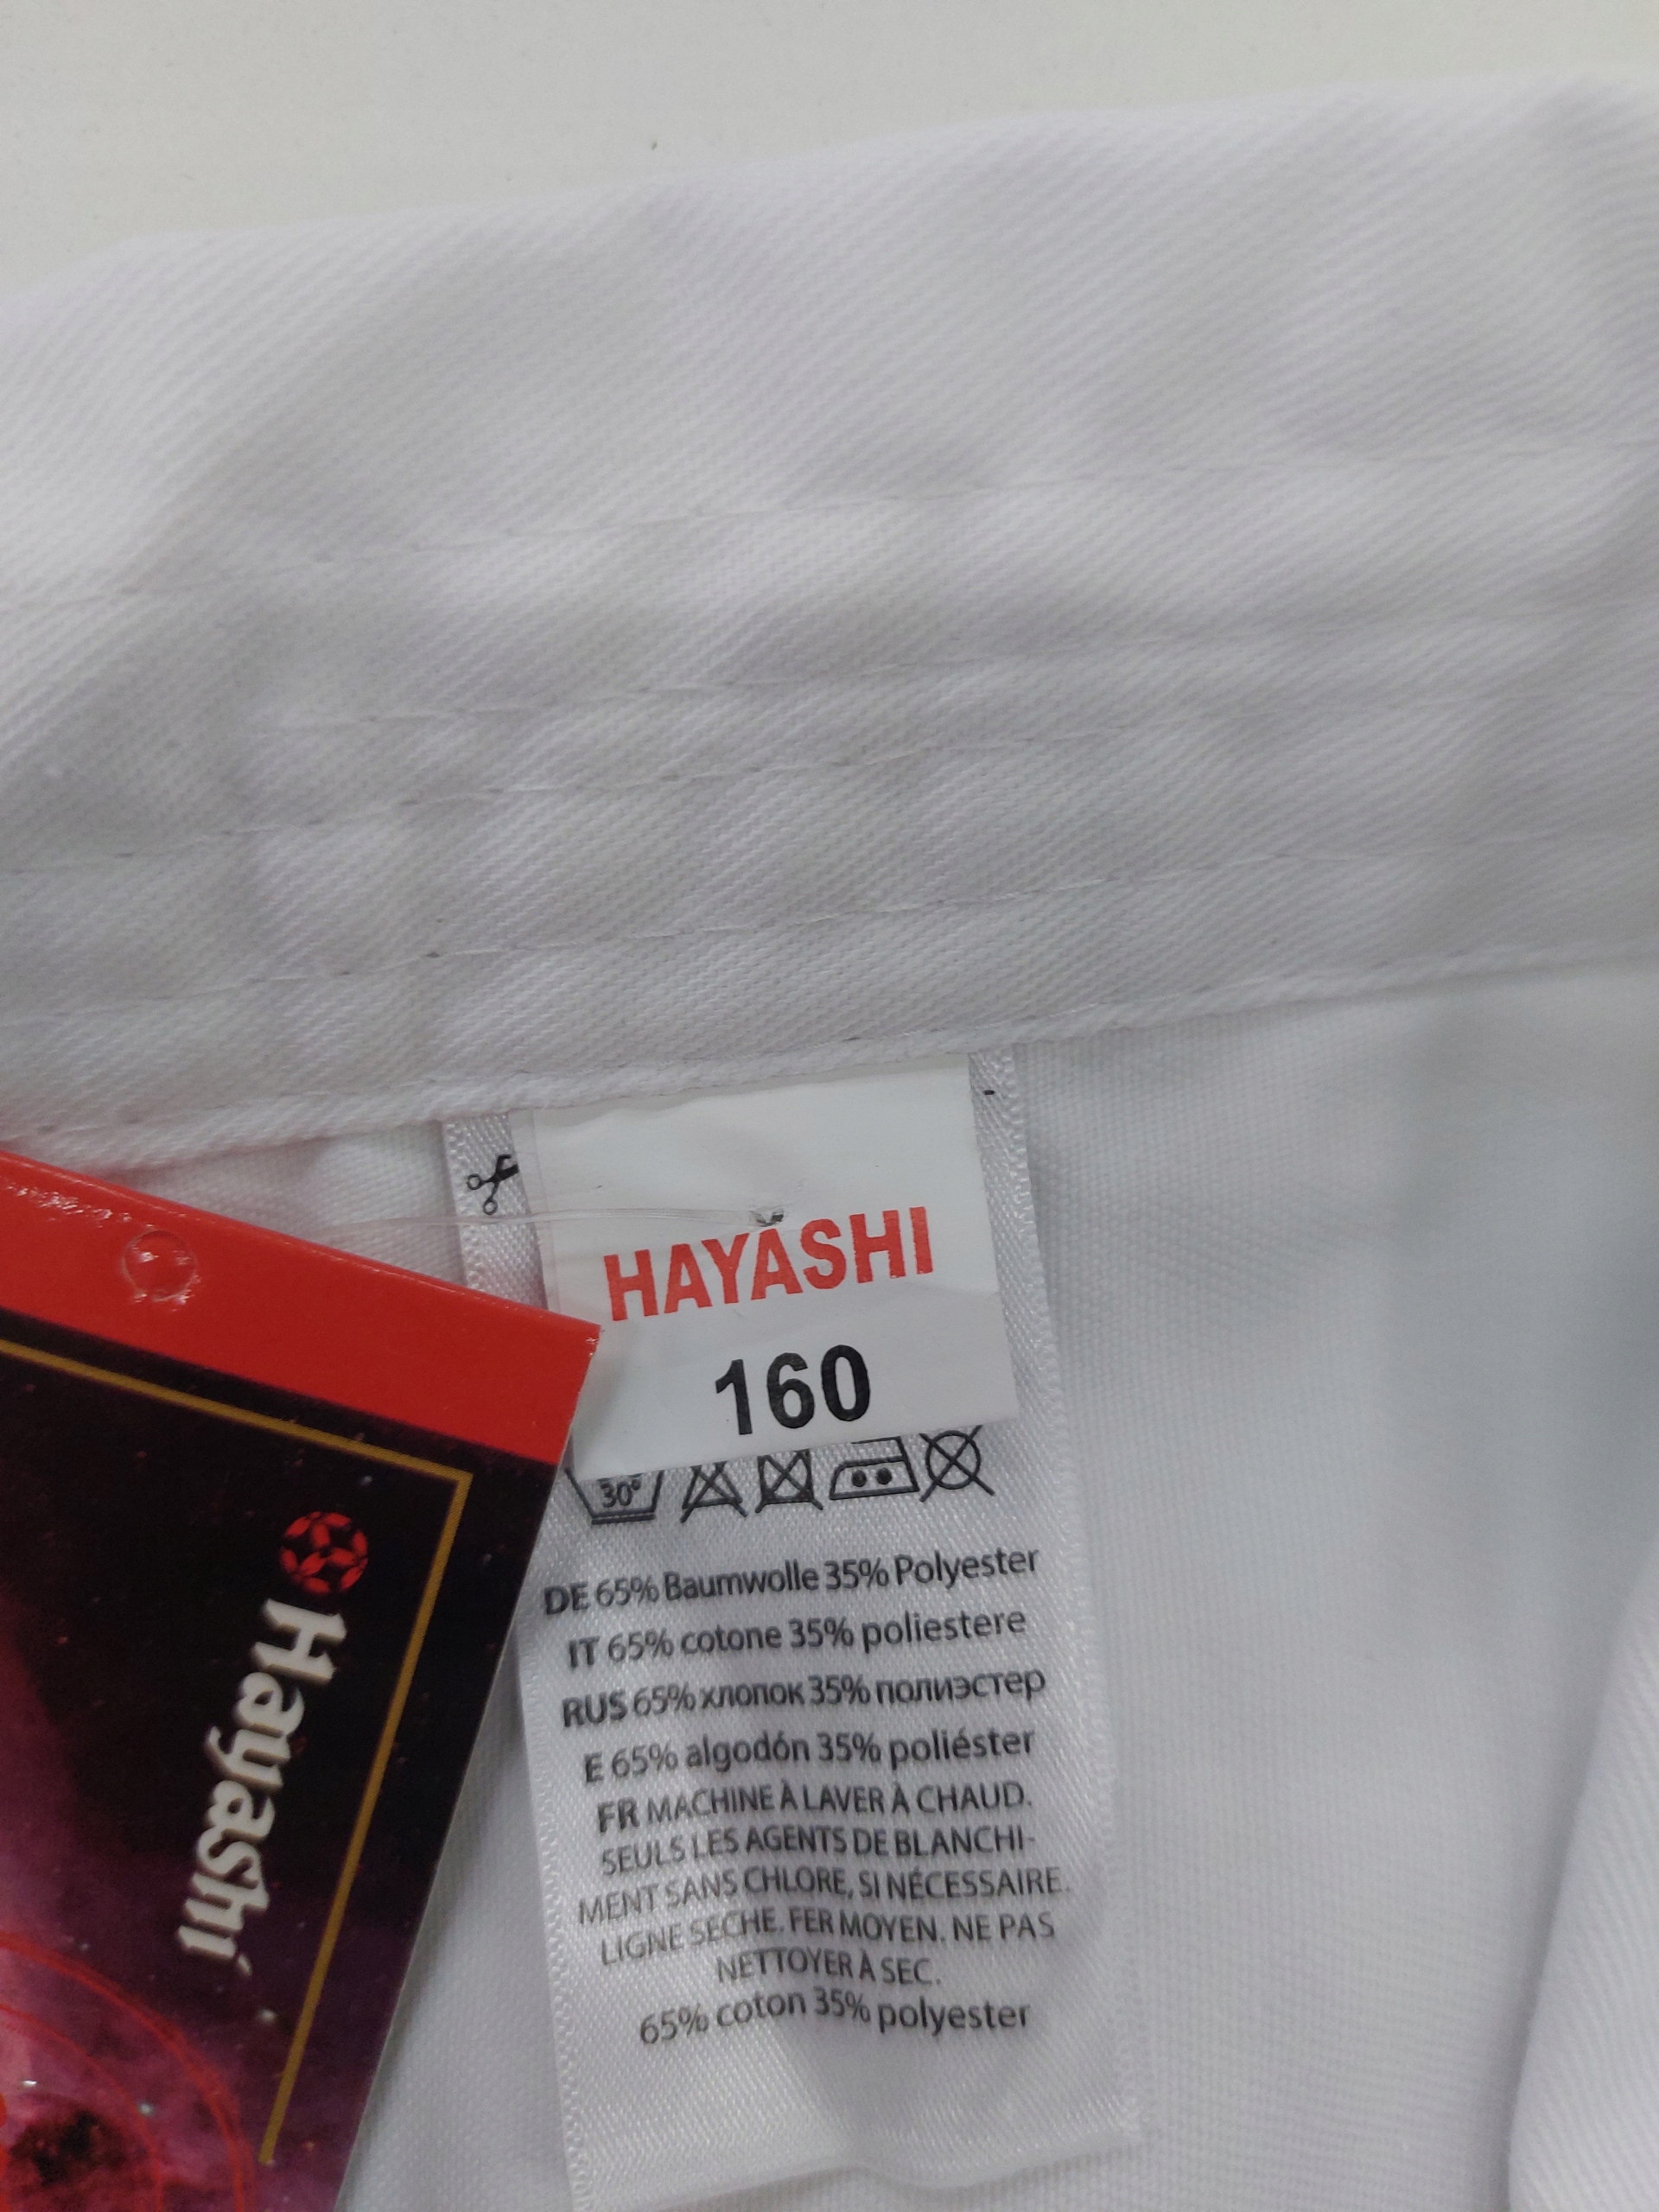 HAYASHI
160
30°
DE 65% Baumwolle 35% Polyester
IT 65% cotone 35% poliestere
RUS 65% хлопок 35% полиэстер
E 65% algodón 35% poliéster
FR MACHINE À LAVER À CHAUD.
SEULS LES AGENTS DE BLANCHI-
MENT SANS CHLORE, SI NÉCESSAIRE.
LIGNE SECHE. FER MOYEN. NE PAS
NETTOYER À SEC.
65% coton 35% polyester
Hayashi